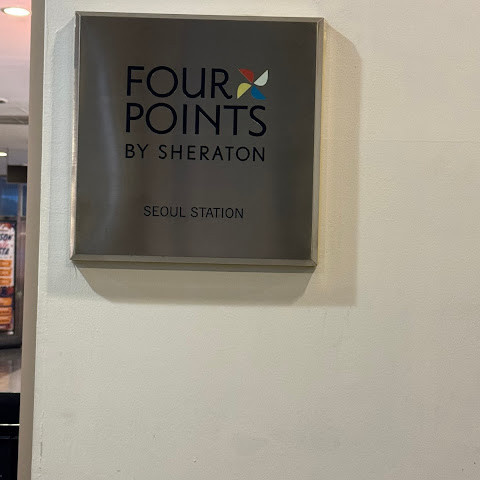 FOUR
POINTS
BY SHERATON
SEOUL STATION